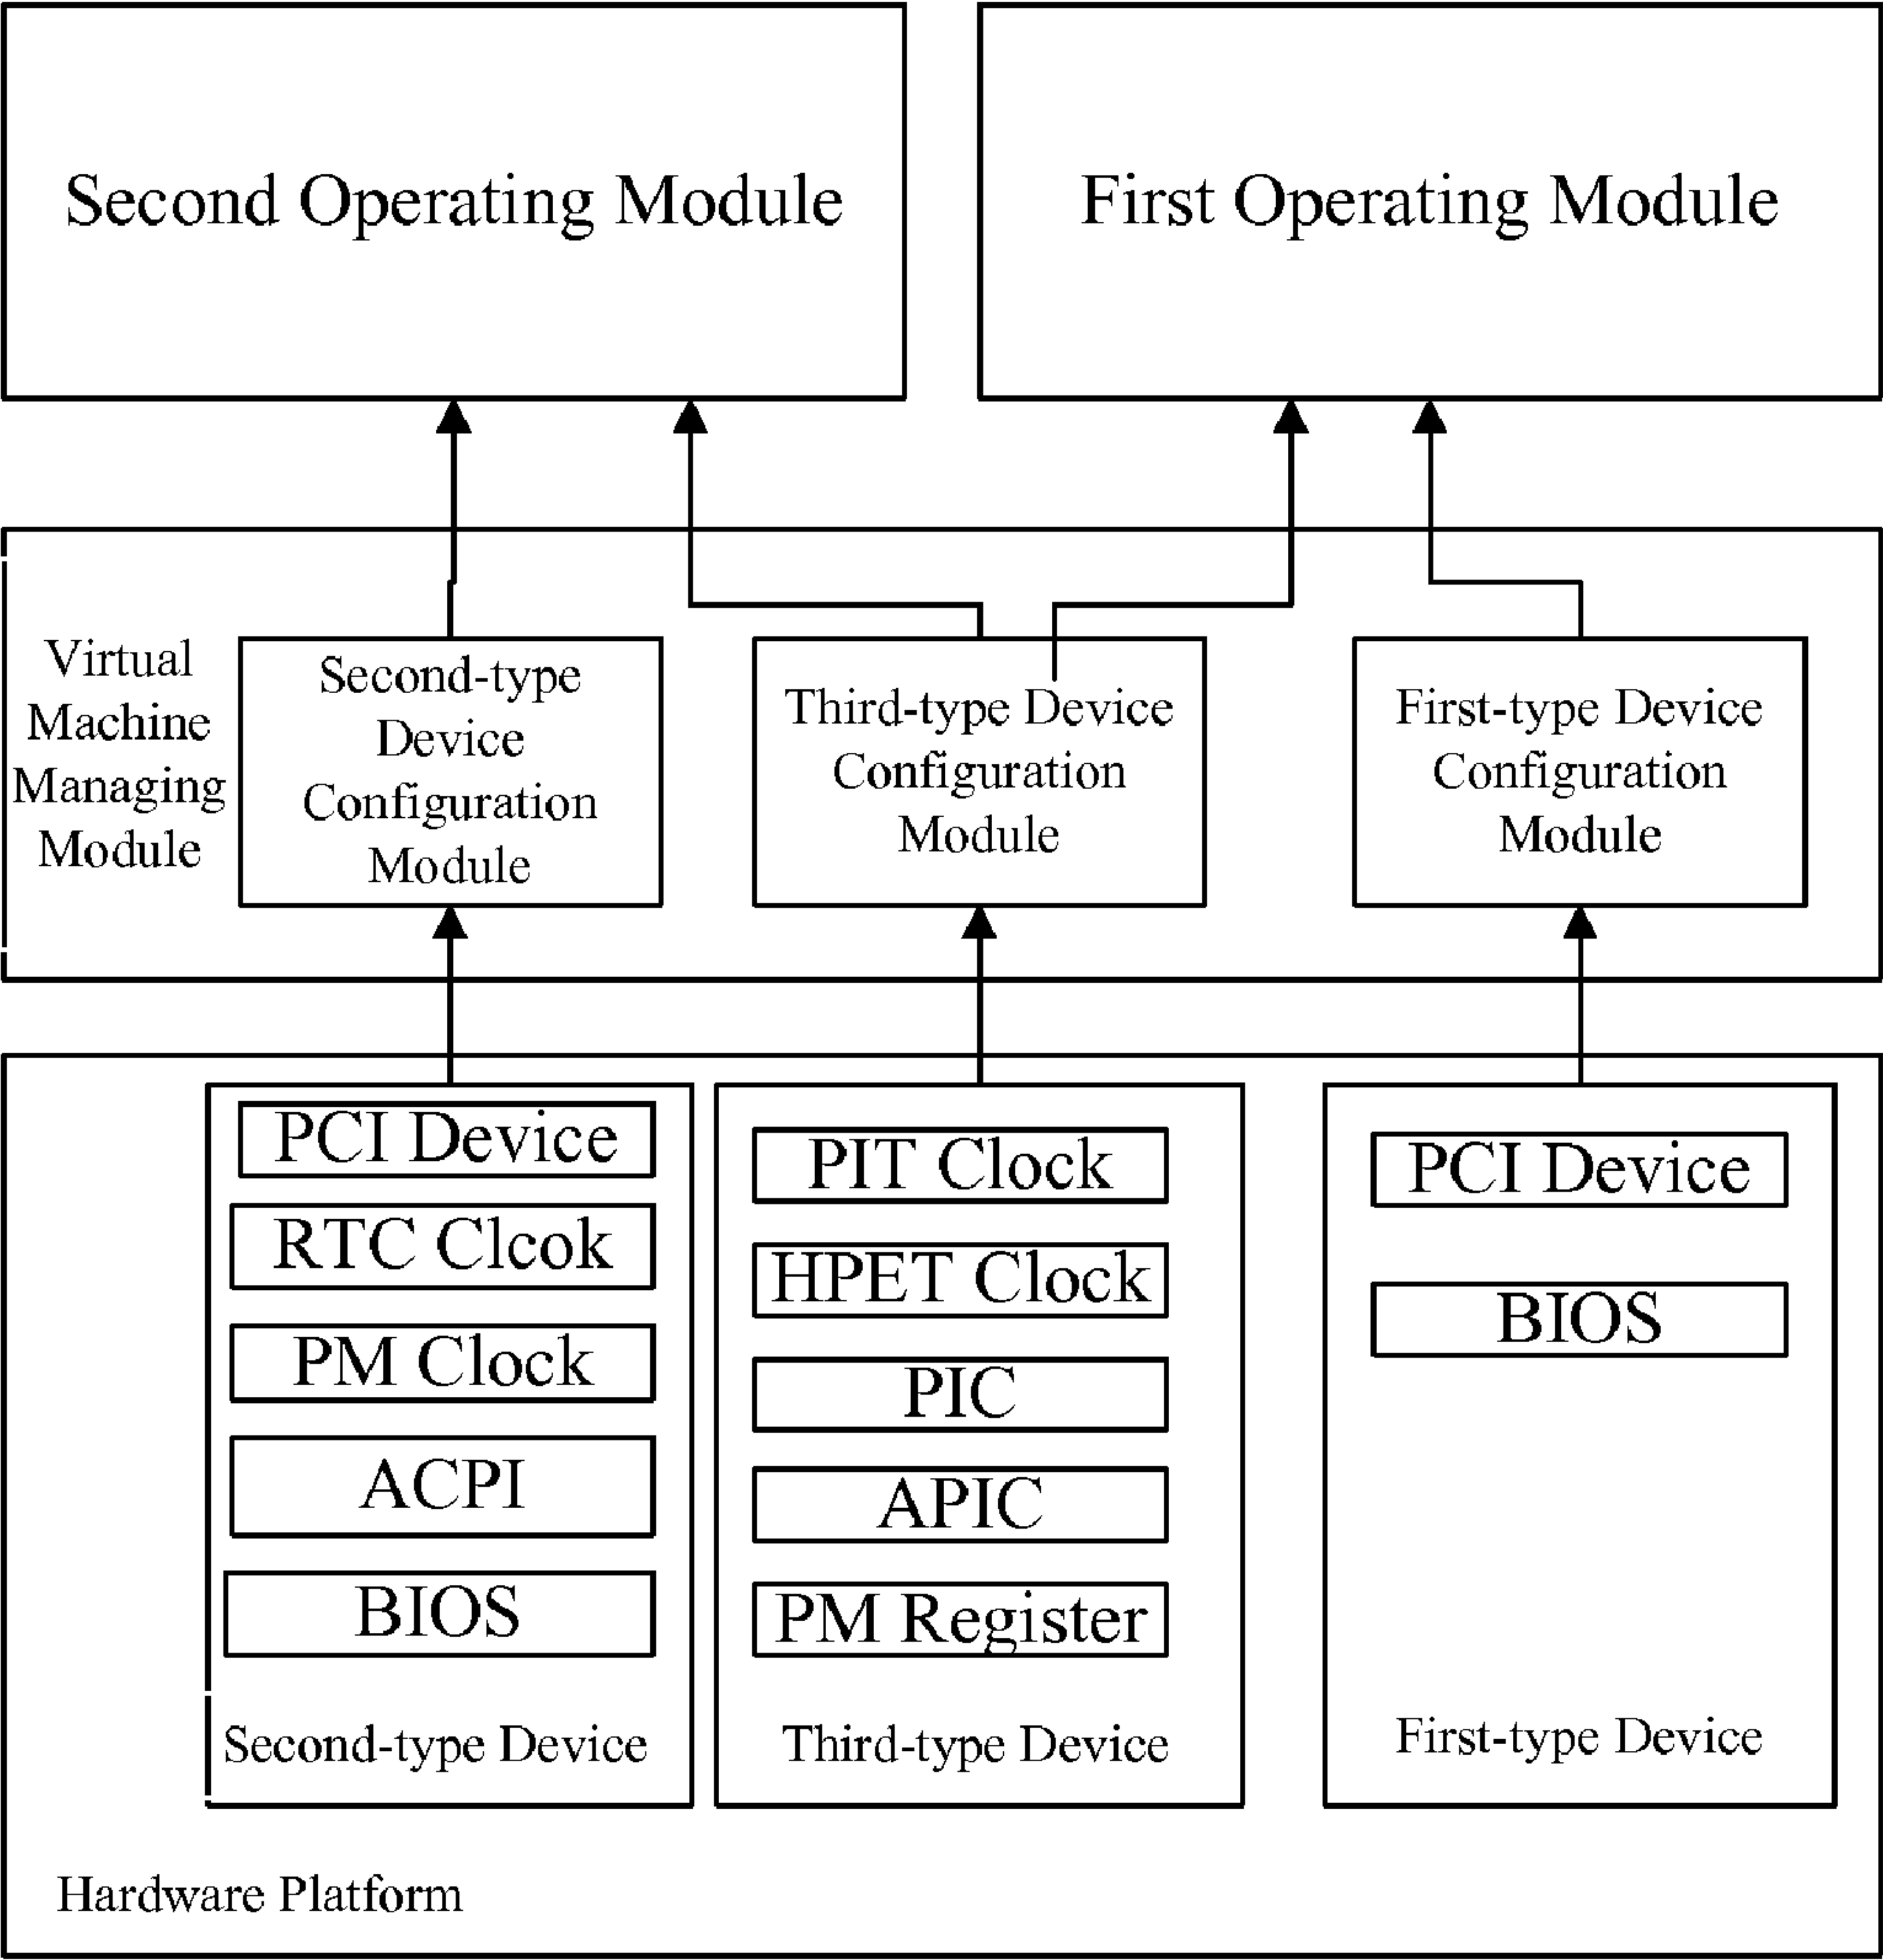 Second Operating Module
First Operating Module
Virtual
Machine
Managing
Module
Second-type
Device
Configuration
Module
Third-type Device
Configuration
Module
First-type Device
Configuration
Module
PCI Device
RTC Clcok
PM Clock
ACPI
BIOS
Second-type Device
PIT Clock
HPET Clock
PIC
APIC
PM Register
Third-type Device
PCI Device
BIOS
First-type Device
Hardware Platform